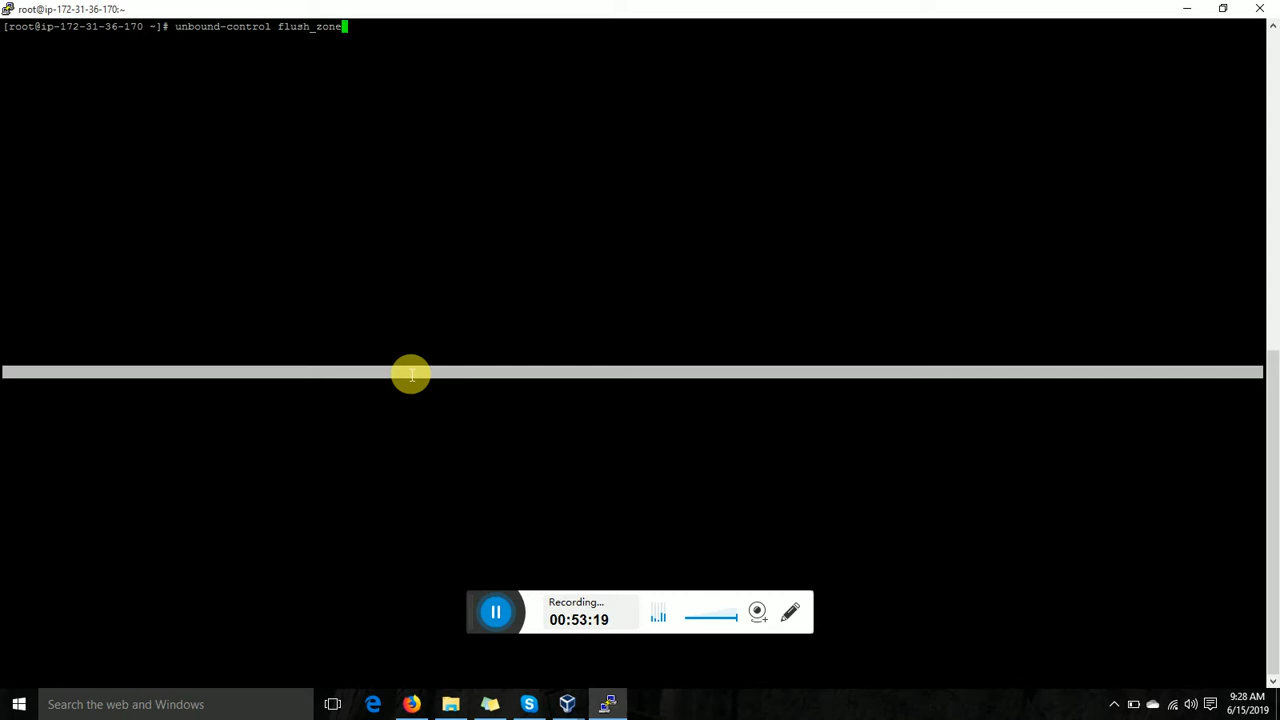 root@ip-172-31-36-170:~
[root@ip-172-31-36-170 ~]# unbound-control flush_zone
Recording...
00:53:19
Search the web and Windows
9:28 AM
6/15/2019